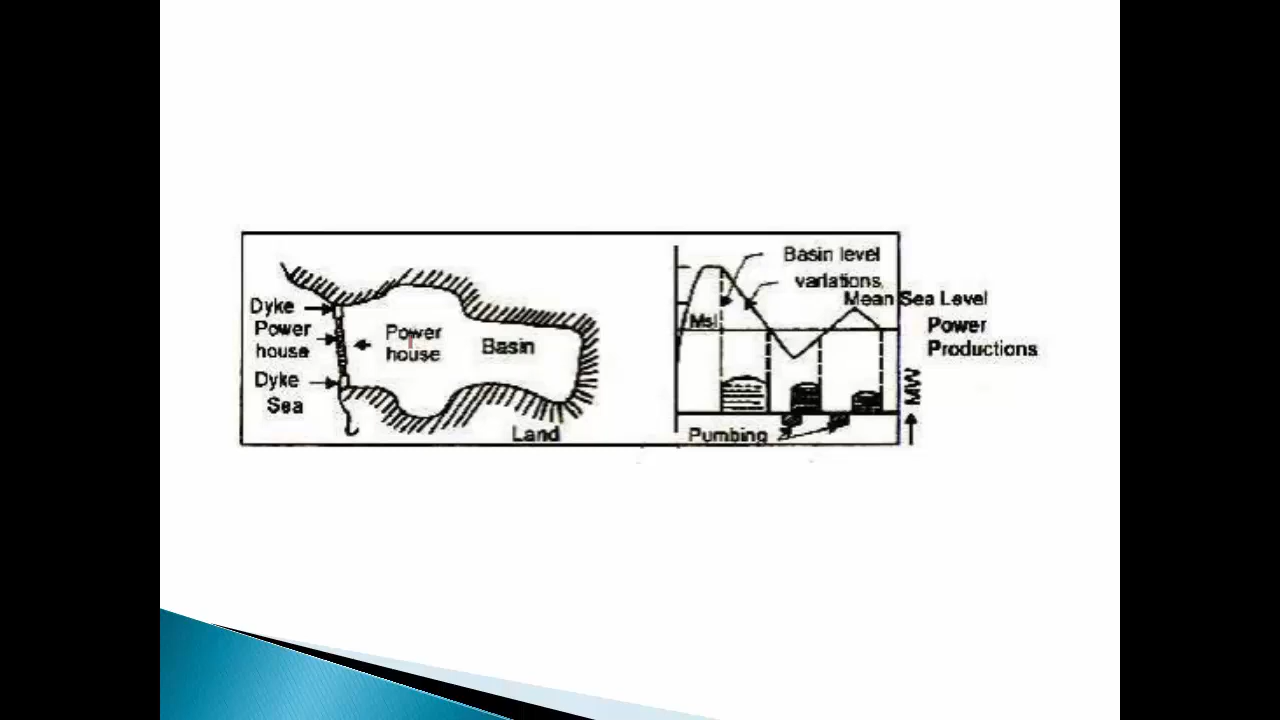 Dyke
Power
house
Dyke
Sea
Power
house
Basin
Land
Basin level
variations
Mean Sea Level
Msl
Power
Productions
MW
Pumbing